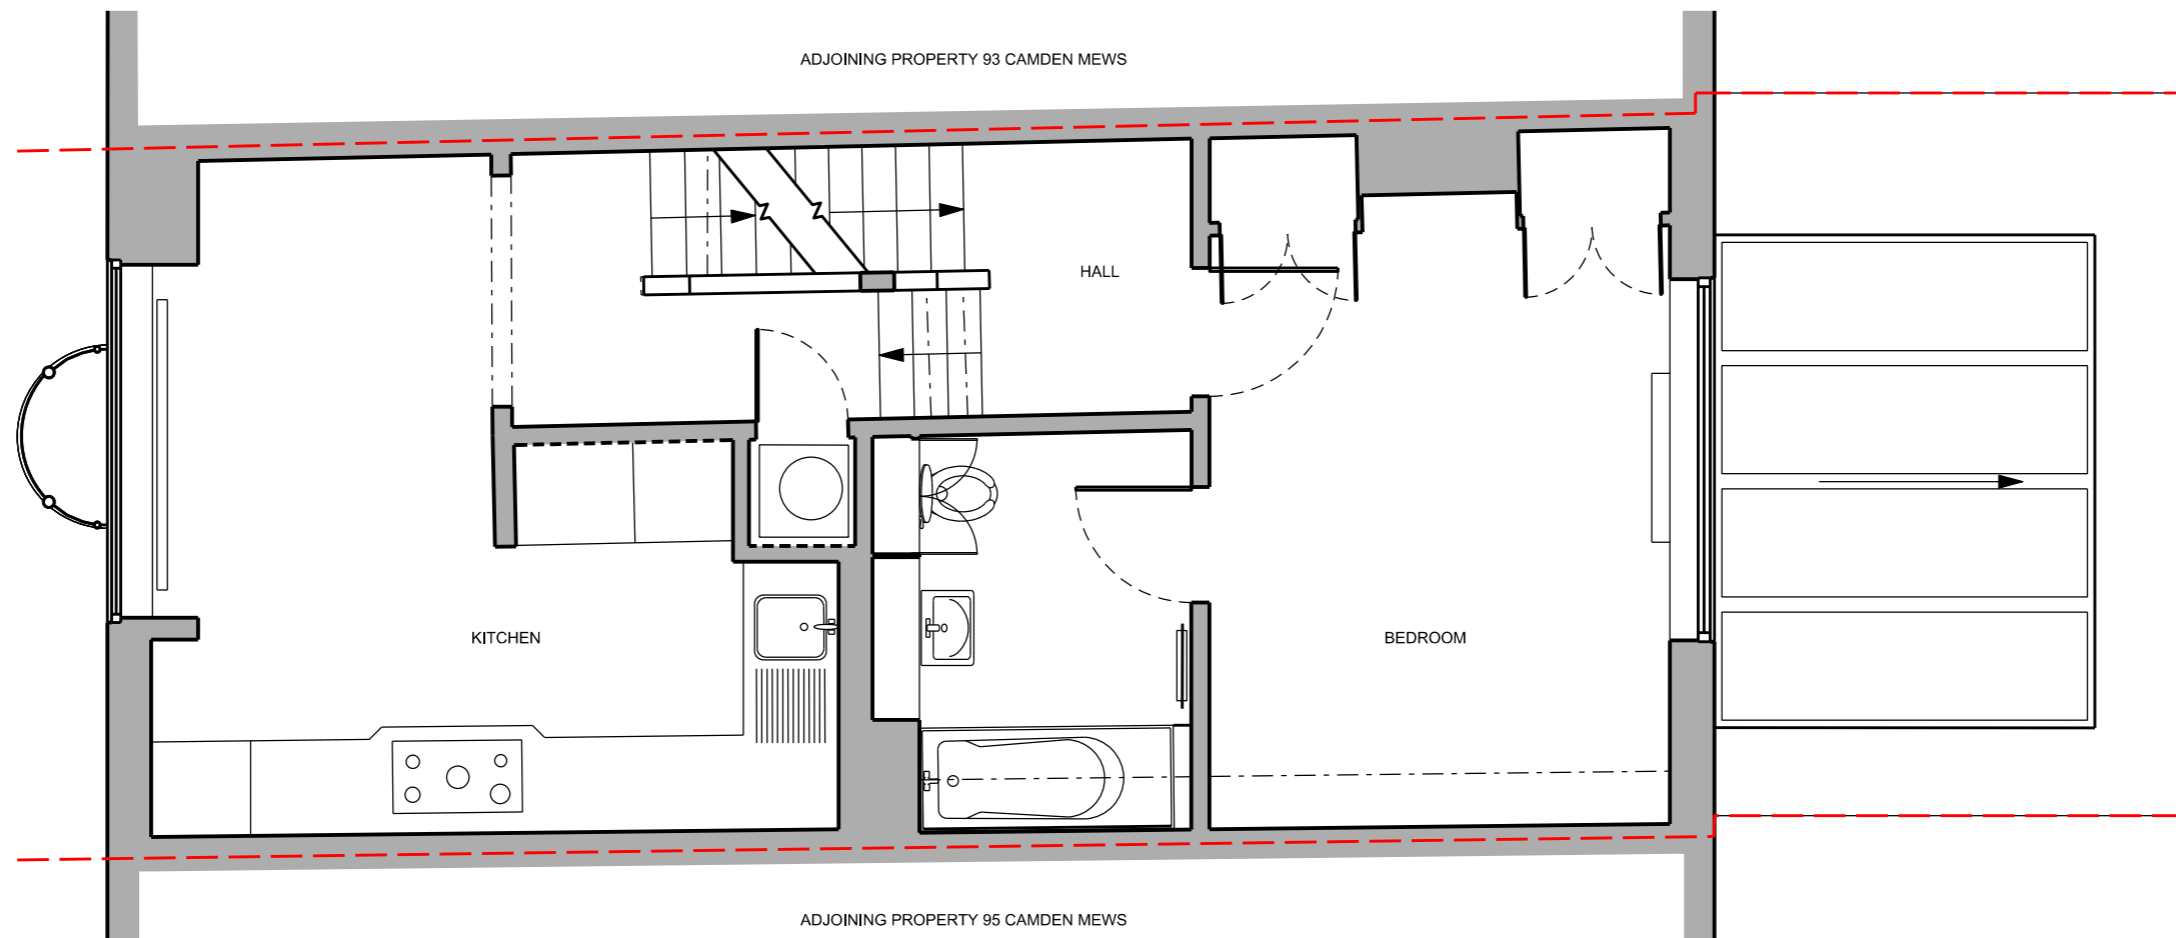 ADJOINING PROPERTY 93 CAMDEN MEWS
HALL
KITCHEN
BEDROOM
ADJOINING PROPERTY 95 CAMDEN MEWS